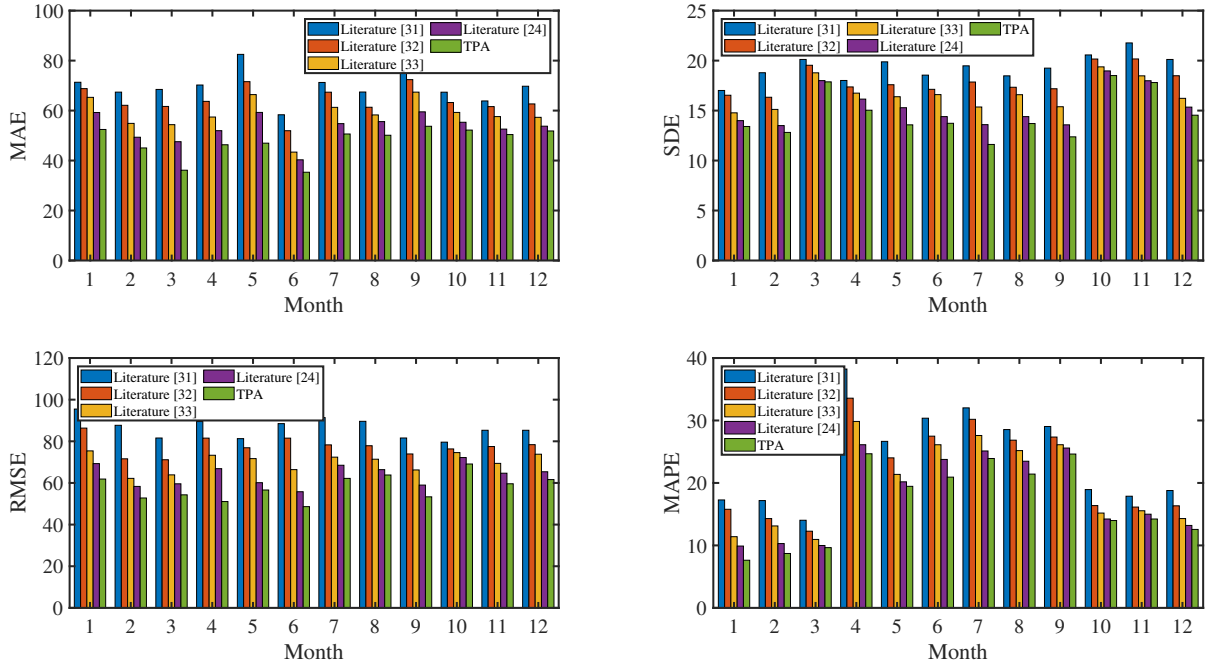 100
80
60
40
20
0
MAE
Literature [31] Literature [24]
Literature [32] TPA
Literature [33]
1 2 3 4 5 6 7 8 9 10 11 12
Month
25
20
15
10
5
0
SDE
Literature [31] Literature [33] TPA
Literature [32] Literature [24]
1 2 3 4 5 6 7 8 9 10 11 12
Month
120
100
80
60
40
20
0
RMSE
Literature [31] Literature [24]
Literature [32] TPA
Literature [33]
1 2 3 4 5 6 7 8 9 10 11 12
Month
40
30
20
10
0
MAPE
Literature [31]
Literature [32]
Literature [33]
Literature [24]
TPA
1 2 3 4 5 6 7 8 9 10 11 12
Month